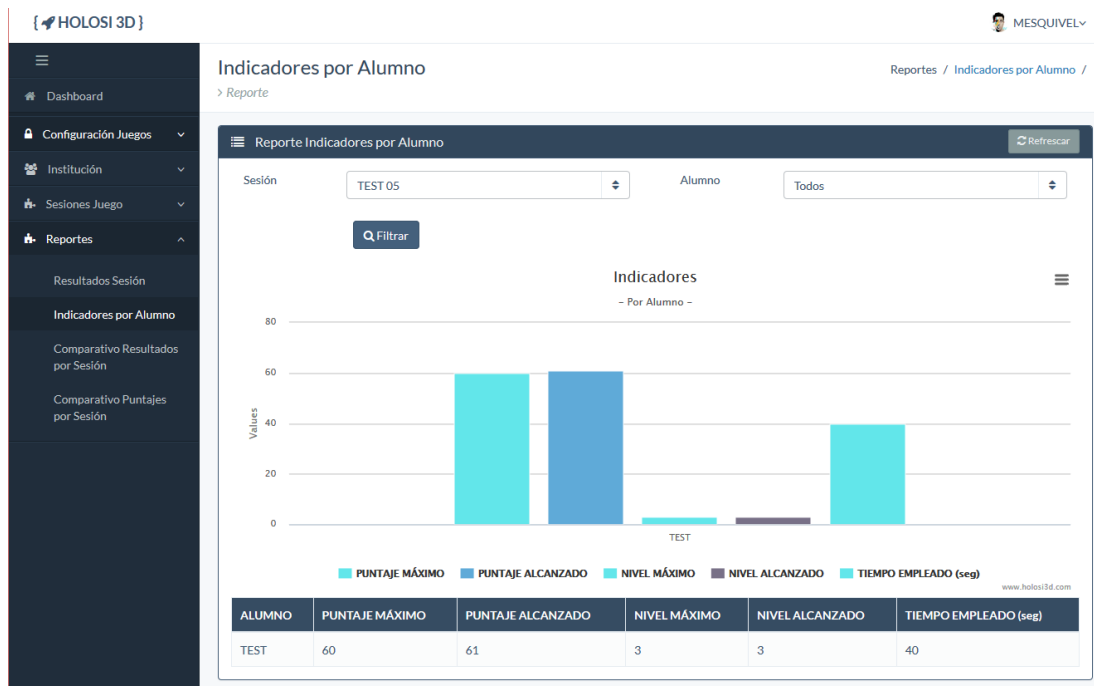 { HOLOSI 3D }
MESQUIVEL
Dashboard
Configuración Juegos
Institución
Sesiones Juego
Reportes
Resultados Sesión
Indicadores por Alumno
Comparativo Resultados
por Sesión
Comparativo Puntajes
por Sesión
Indicadores por Alumno
> Reporte
Reportes / Indicadores por Alumno /
Reporte Indicadores por Alumno
Refrescar
Sesión
TEST 05
Alumno
Todos
Filtrar
Indicadores
– Por Alumno –
Values
80
60
40
20
0
TEST
PUNTAJE MÁXIMO PUNTAJE ALCANZADO NIVEL MÁXIMO NIVEL ALCANZADO TIEMPO EMPLEADO (seg)
www.holosi3d.com
ALUMNO PUNTAJE MÁXIMO PUNTAJE ALCANZADO NIVEL MÁXIMO NIVEL ALCANZADO TIEMPO EMPLEADO (seg)
TEST 60 61 3 3 40